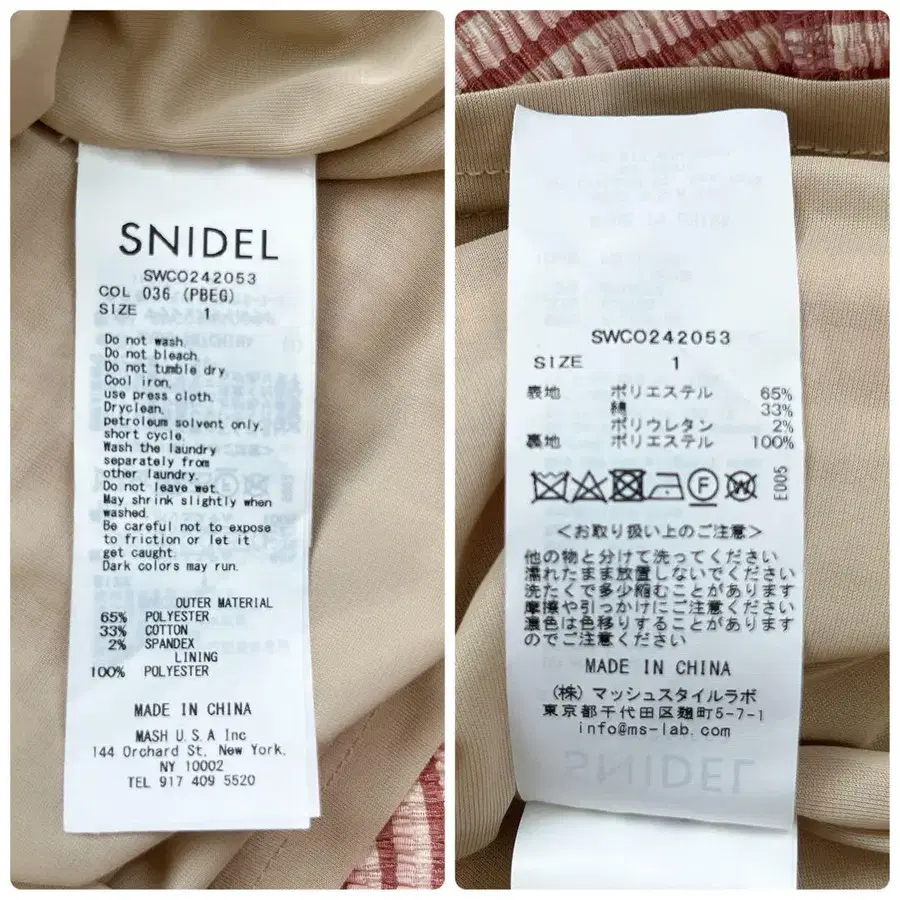 SNIDEL
SWCO242053
COL 036 (PBEG)
SIZE 1
Do not wash.
Do not bleach.
Do not tumble dry.
Cool iron,
use press cloth.
Dryclean,
petroleum solvent only.
short cycle.
Wash the laundry
separately from
other laundry.
Do not leave wet.
May shrink slightly when
washed.
Be careful not to expose
to friction or let it
get caught.
Dark colors may run.
OUTER MATERIAL
65% POLYESTER
33% COTTON
2% SPANDEX
LINING
100% POLYESTER
MADE IN CHINA
MASH U.S.A Inc
144 Orchard St, New York,
NY 10002
TEL 917 409 5520
SWCO242053
SIZE 1
表地 ポリエステル 65%
綿 33%
ポリウレタン 2%
裏地 ポリエステル 100%
E005
<お取り扱い上のご注意>
他の物と分けて洗ってください
濡れたまま放置しないでください
洗たくで多少縮むことがあります
摩擦や引っかけにご注意ください
濃色は色移りすることがあります
のでご注意ください
MADE IN CHINA
(株) マッシュスタイルラボ
東京都千代田区麹町5-7-1
info@ms-lab.com
SNIDEL